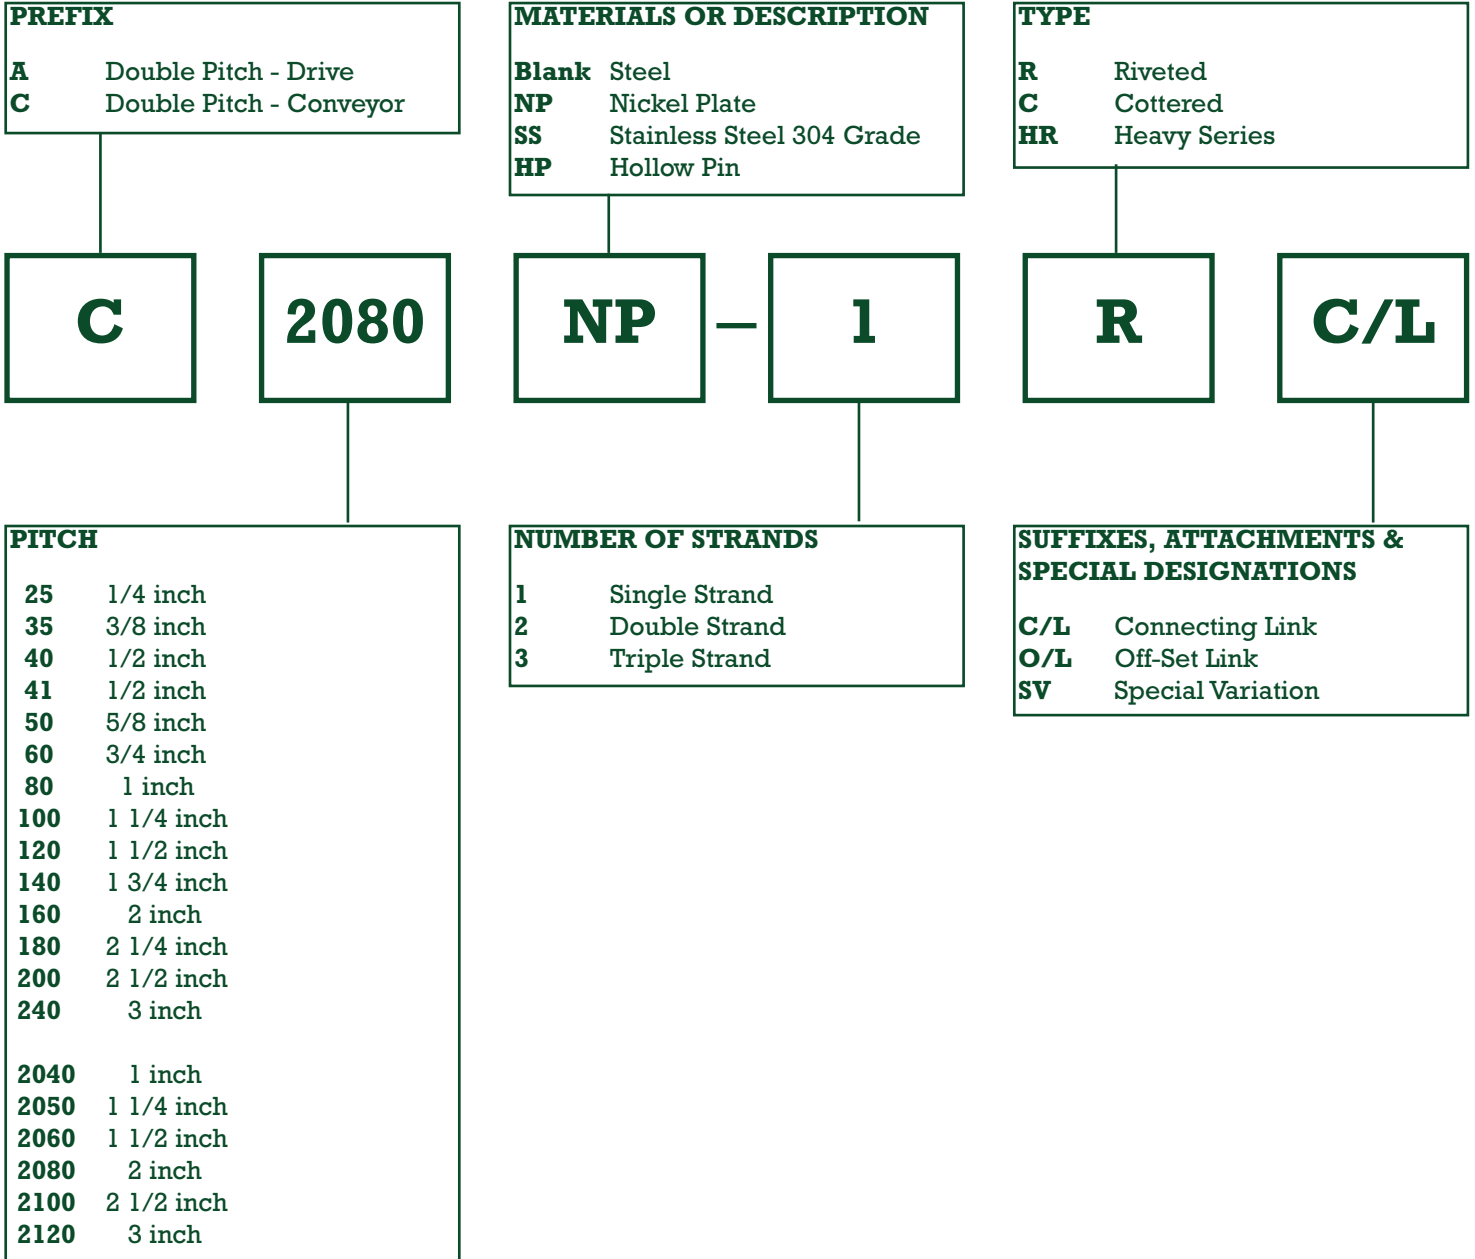 PREFIX
A Double Pitch - Drive
C Double Pitch - Conveyor
MATERIALS OR DESCRIPTION
Blank Steel
NP Nickel Plate
SS Stainless Steel 304 Grade
HP Hollow Pin
TYPE
R Riveted
C Cottered
HR Heavy Series
C 2080 NP – 1 R C/L
PITCH
25 1/4 inch
35 3/8 inch
40 1/2 inch
41 1/2 inch
50 5/8 inch
60 3/4 inch
80 1 inch
100 1 1/4 inch
120 1 1/2 inch
140 1 3/4 inch
160 2 inch
180 2 1/4 inch
200 2 1/2 inch
240 3 inch
2040 1 inch
2050 1 1/4 inch
2060 1 1/2 inch
2080 2 inch
2100 2 1/2 inch
2120 3 inch
NUMBER OF STRANDS
1 Single Strand
2 Double Strand
3 Triple Strand
SUFFIXES, ATTACHMENTS &
SPECIAL DESIGNATIONS
C/L Connecting Link
O/L Off-Set Link
SV Special Variation